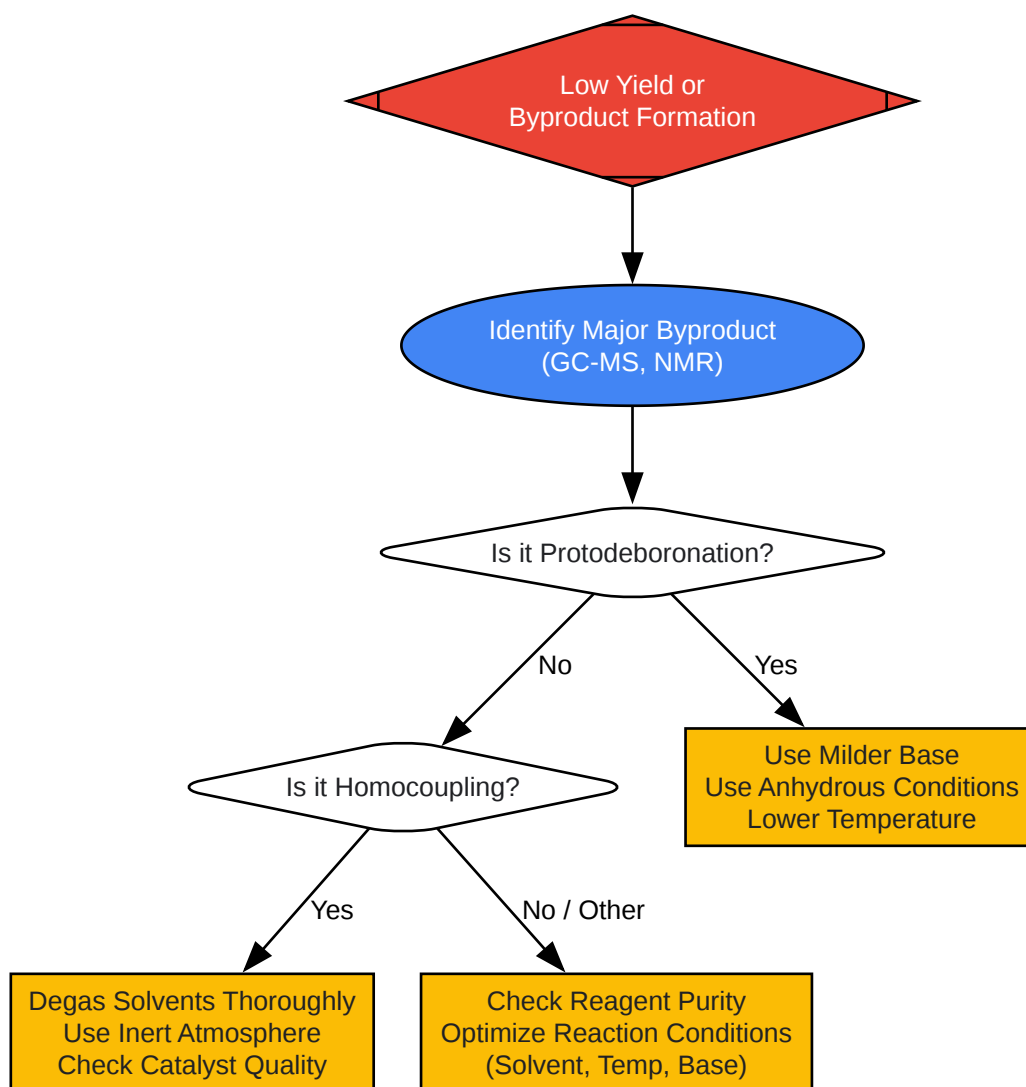 Low Yield or
Byproduct Formation
Identify Major Byproduct
(GC-MS, NMR)
Is it Protodeboronation?
No
Yes
Use Milder Base
Use Anhydrous Conditions
Lower Temperature
Is it Homocoupling?
Yes
No / Other
Degas Solvents Thoroughly
Use Inert Atmosphere
Check Catalyst Quality
Check Reagent Purity
Optimize Reaction Conditions
(Solvent, Temp, Base)